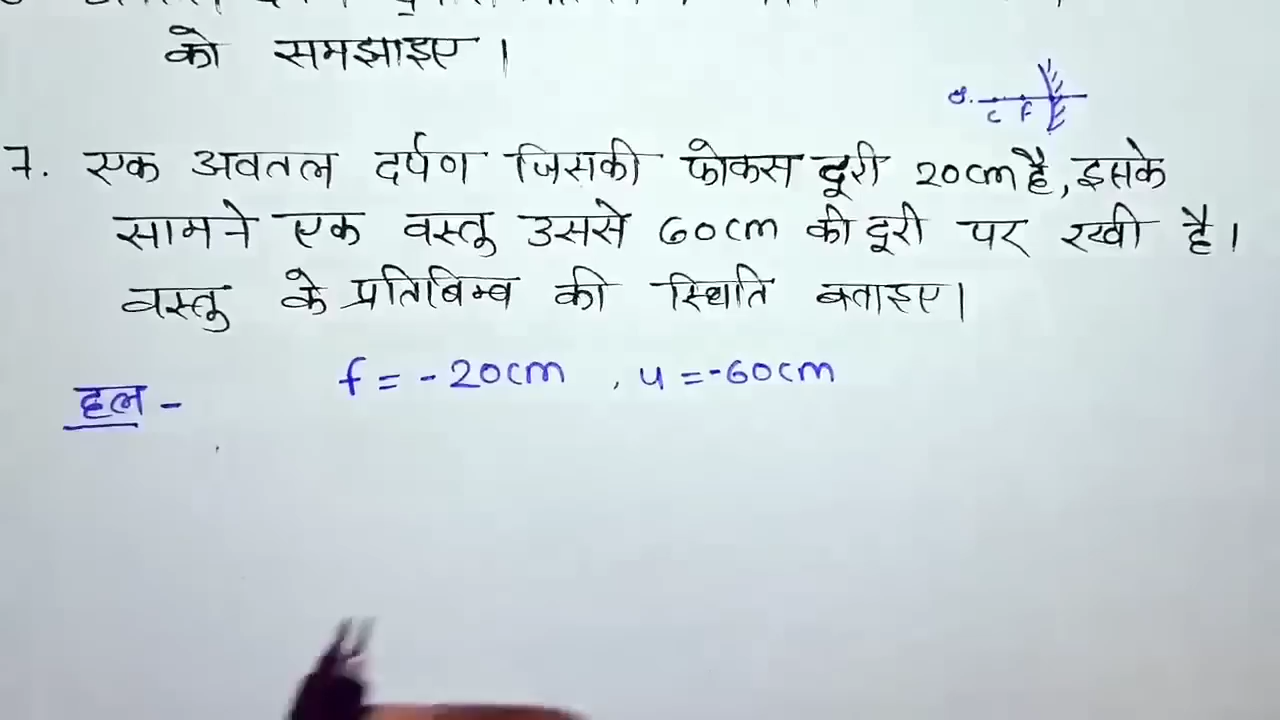 को समझाइए।
C F
7. एक अवतल दर्पण जिसकी फोकस दूरी 20cm है, इसके
सामने एक वस्तु उससे 60cm की दूरी पर रखी है।
वस्तु के प्रतिबिम्ब की स्थिति बताइए।
हल - f = -20cm , u = -60cm